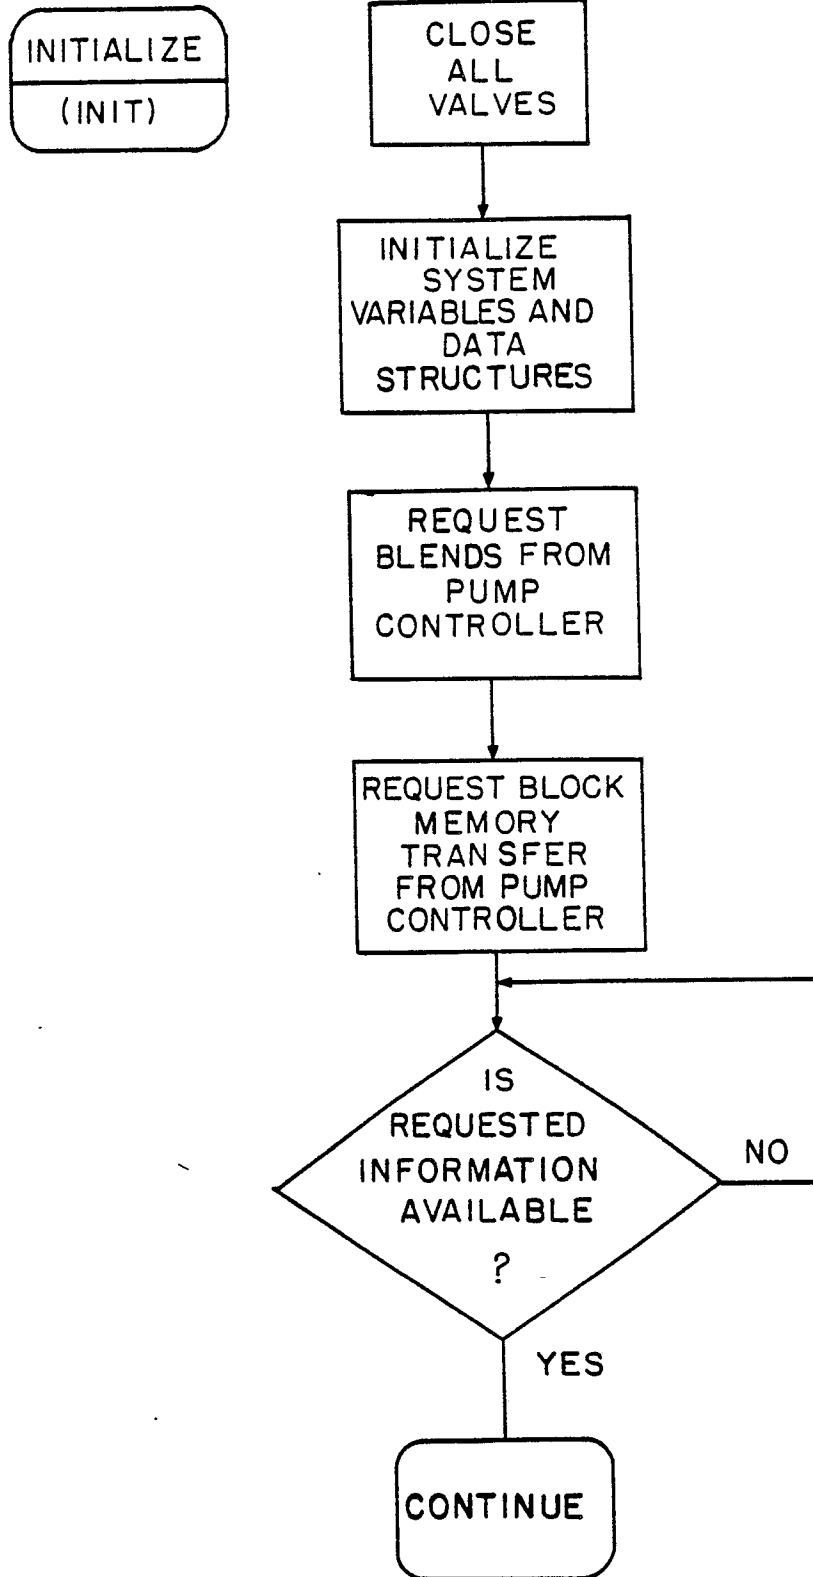 INITIALIZE
(INIT)
CLOSE
ALL
VALVES
INITIALIZE
SYSTEM
VARIABLES AND
DATA
STRUCTURES
REQUEST
BLENDS FROM
PUMP
CONTROLLER
REQUEST BLOCK
MEMORY
TRANSFER
FROM PUMP
CONTROLLER
IS
REQUESTED
INFORMATION
AVAILABLE
?
NO
YES
CONTINUE